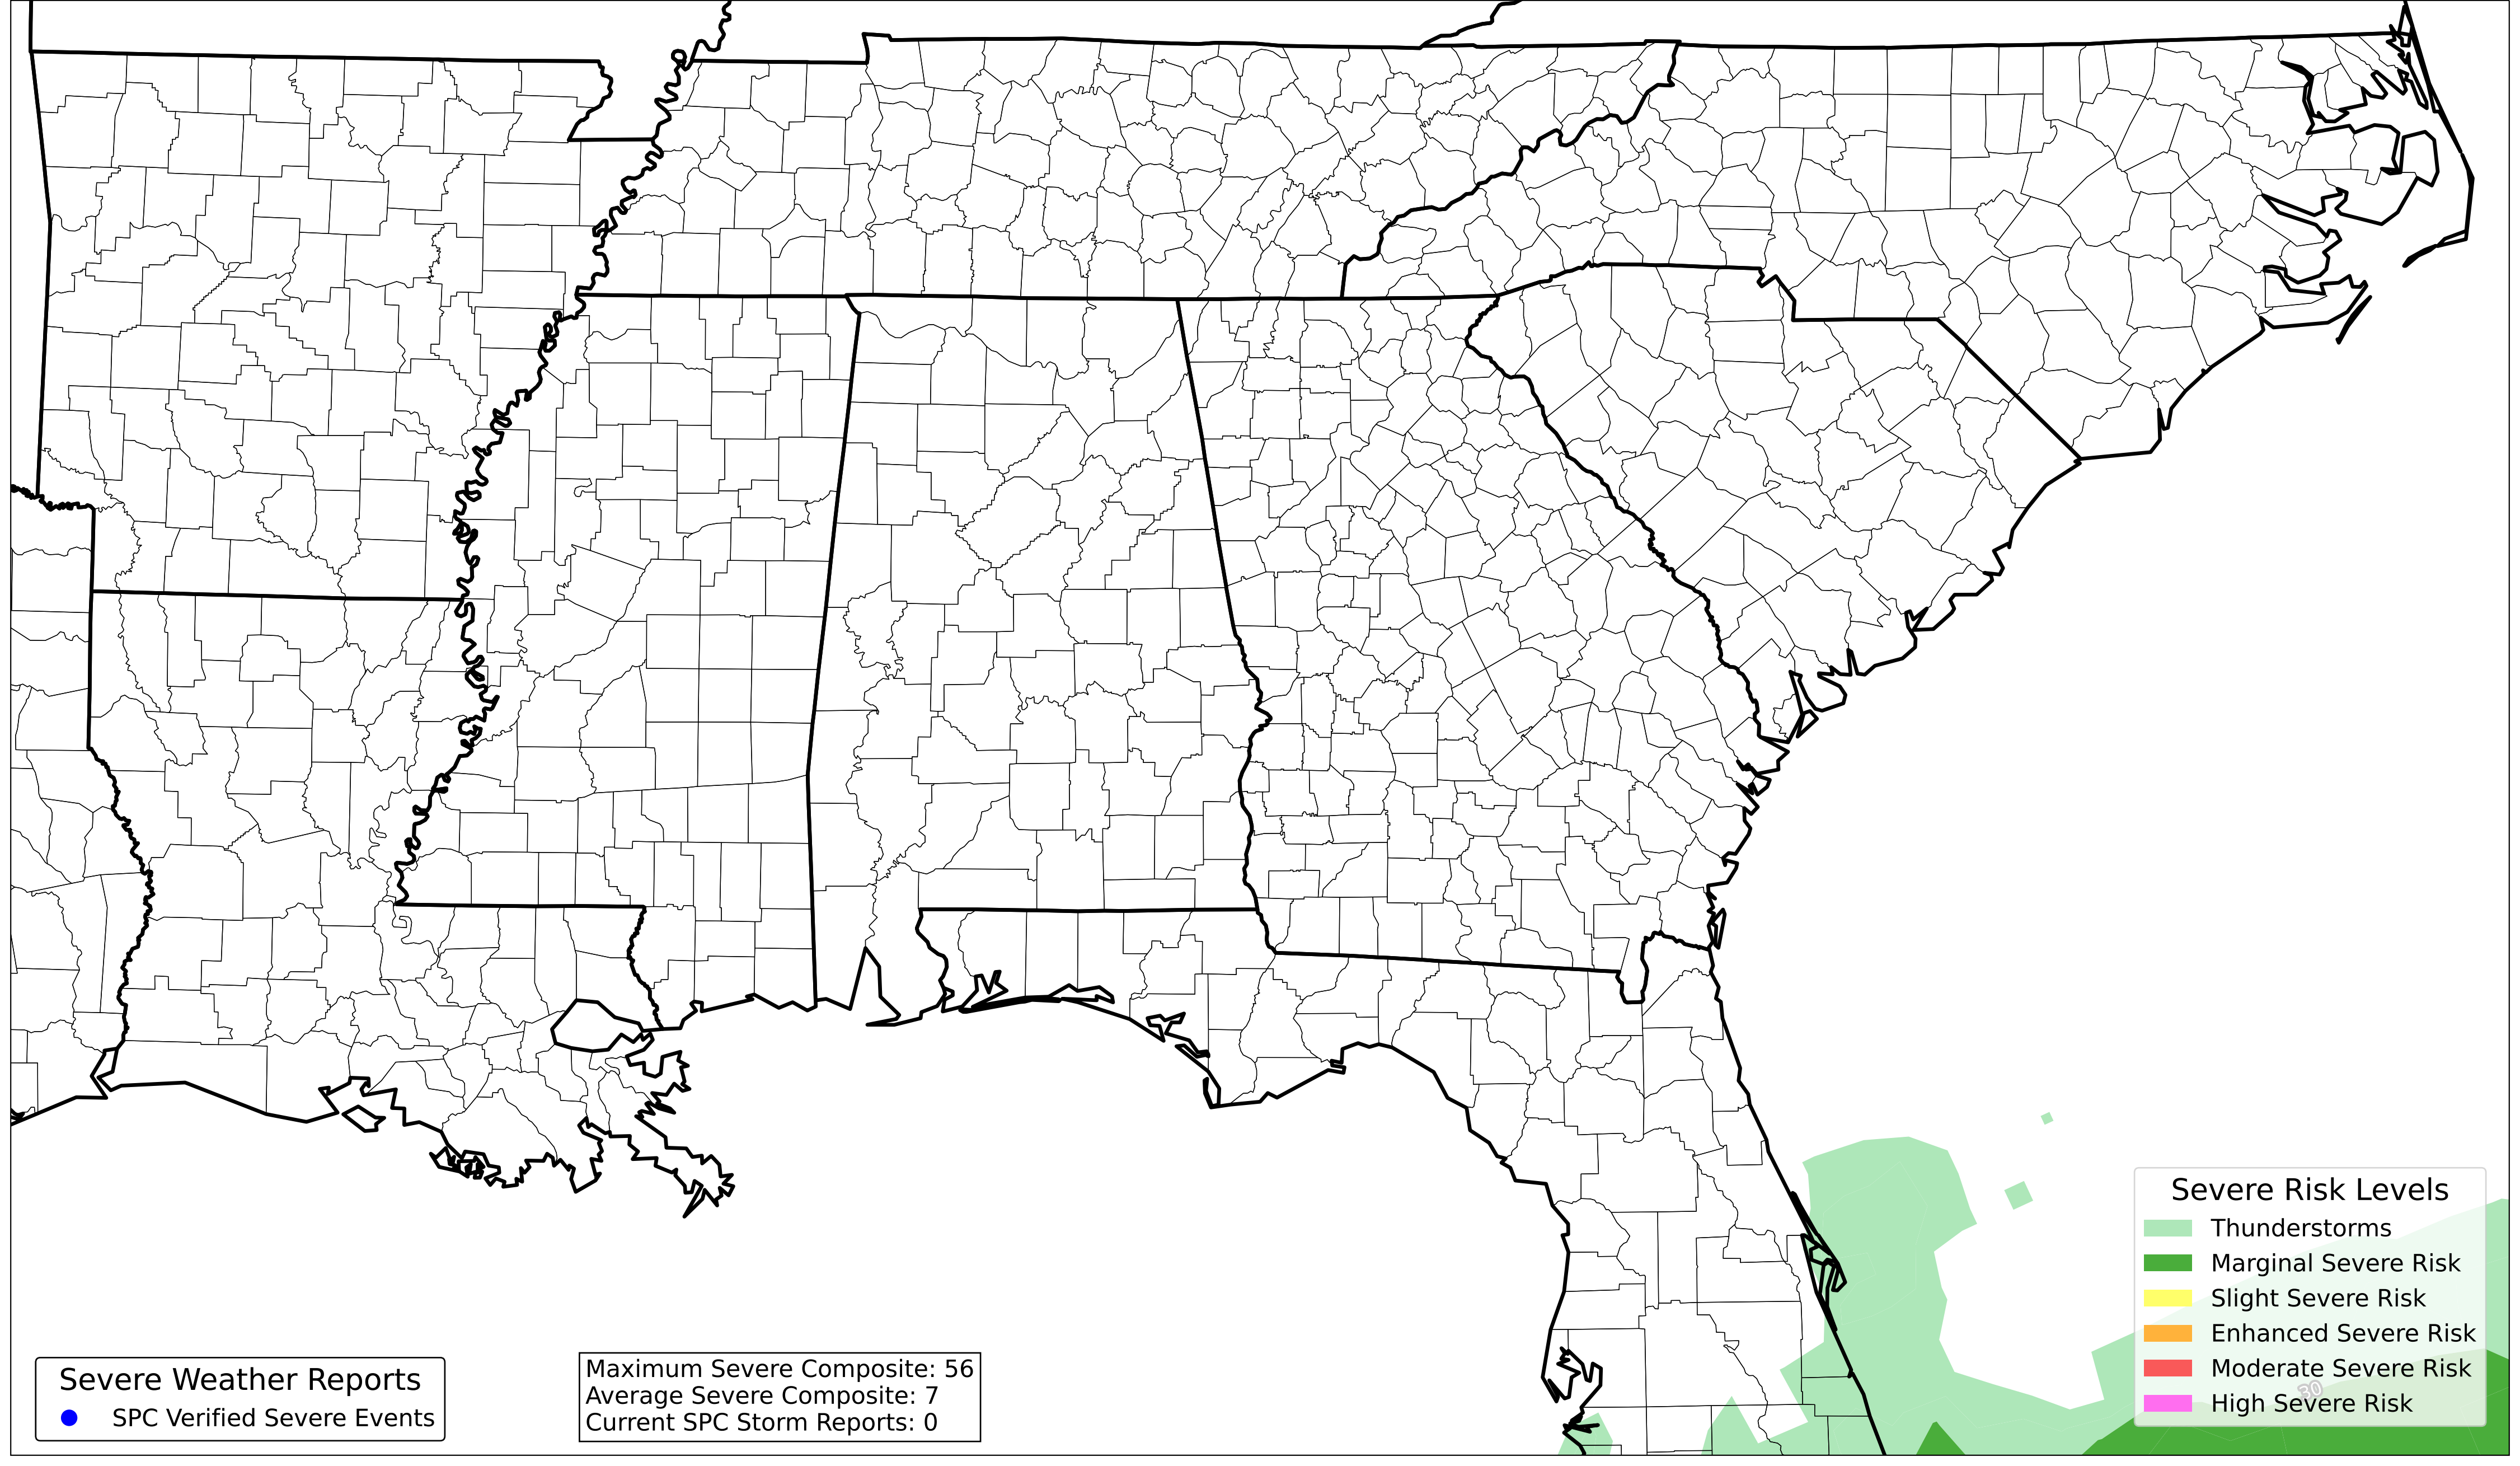 Severe Risk Levels
Thunderstorms
Marginal Severe Risk
Slight Severe Risk
Enhanced Severe Risk
Moderate Severe Risk
30
High Severe Risk
Severe Weather Reports
SPC Verified Severe Events
Maximum Severe Composite: 56
Average Severe Composite: 7
Current SPC Storm Reports: 0